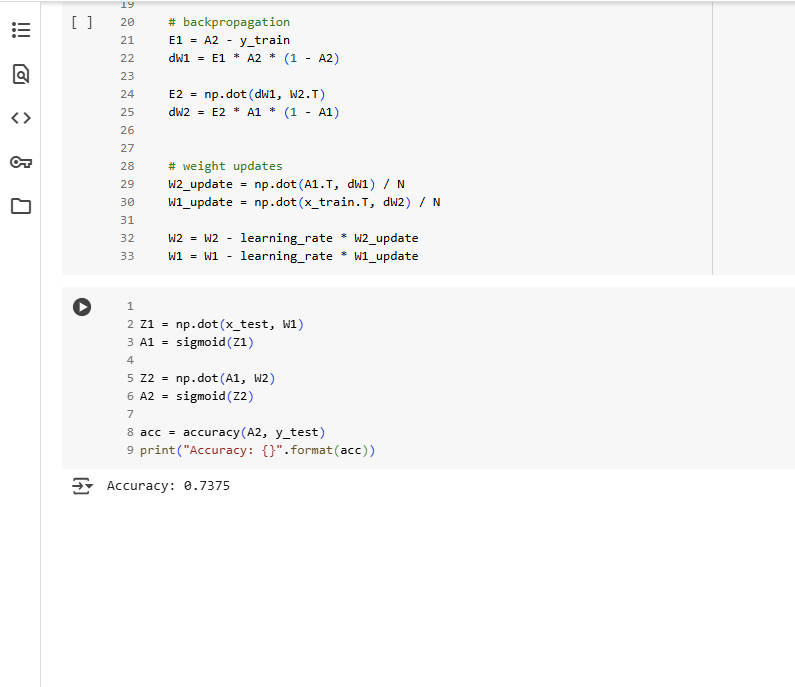 19
[ ] 20 # backpropagation
21 E1 = A2 - y_train
22 dW1 = E1 * A2 * (1 - A2)
23
24 E2 = np.dot(dW1, W2.T)
25 dW2 = E2 * A1 * (1 - A1)
26
27
28 # weight updates
29 W2_update = np.dot(A1.T, dW1) / N
30 W1_update = np.dot(x_train.T, dW2) / N
31
32 W2 = W2 - learning_rate * W2_update
33 W1 = W1 - learning_rate * W1_update
1
2 Z1 = np.dot(x_test, W1)
3 A1 = sigmoid(Z1)
4
5 Z2 = np.dot(A1, W2)
6 A2 = sigmoid(Z2)
7
8 acc = accuracy(A2, y_test)
9 print("Accuracy: {}".format(acc))
Accuracy: 0.7375